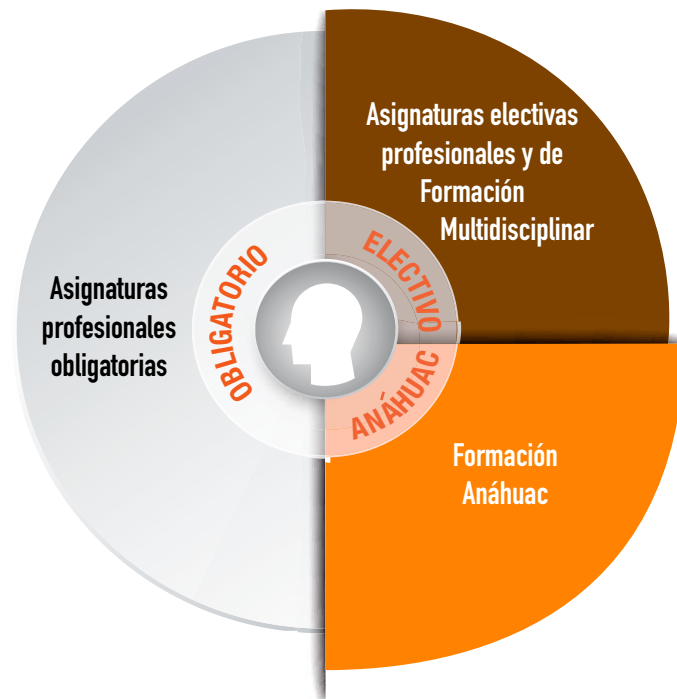 Asignaturas electivas
profesionales y de
Formación
Multidisciplinar
ELECTIVO
OBLIGATORIO
Asignaturas
profesionales
obligatorias
ANÁHUAC
Formación
Anáhuac